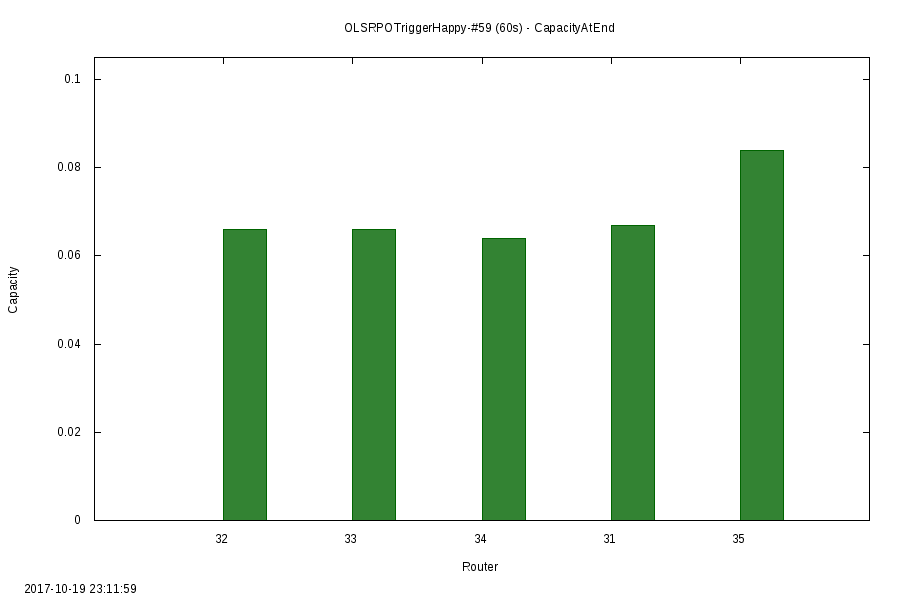 OLSRPOTriggerHappy-#59 (60s) - CapacityAtEnd
0.1
0.08
0.06
0.04
0.02
0
Capacity
32 33 34 31 35
Router
2017-10-19 23:11:59